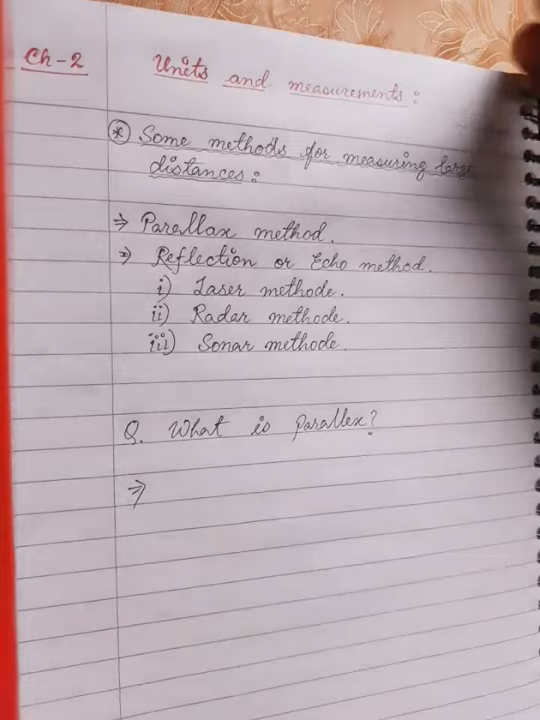 Ch-2
Units and measurements:
* Some methods for measuring large
distances:
⇒ Parallax method.
⇒ Reflection or Echo method.
i) Laser methode.
ii) Radar methode.
iii) Sonar methode.
Q. What is parallex?
⇒